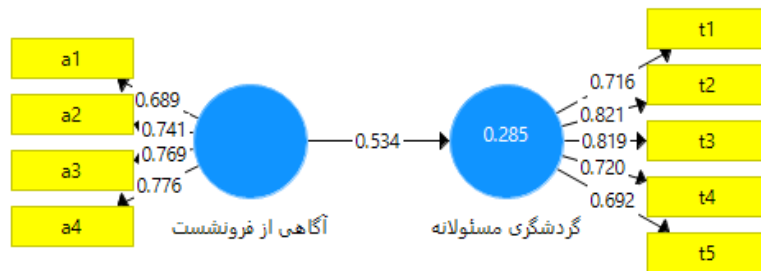 a1
a2
a3
a4
0.689
0.741
0.769
0.776
آگاهی از فرونشست
0.534
0.285
گردشگری مسئولانه
0.716
0.821
0.819
0.720
0.692
t1
t2
t3
t4
t5